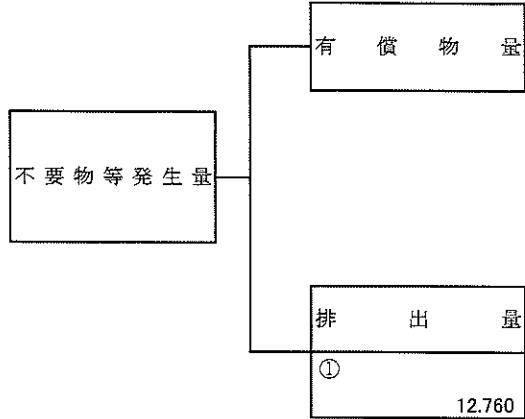 有償物量
不要物等発生量
排出量
①
12.760